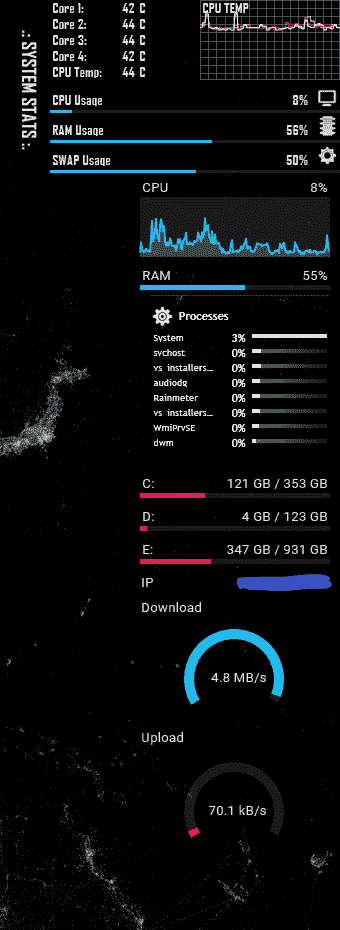 .: SYSTEM STATS :.
Core 1: 42 C
Core 2: 44 C
Core 3: 44 C
Core 4: 42 C
CPU Temp: 44 C
CPU TEMP
CPU Usage 8%
RAM Usage 56%
SWAP Usage 50%
CPU 8%
RAM 55%
Processes
System 3%
svchost 0%
vs_installers... 0%
audiodg 0%
Rainmeter 0%
vs_installers... 0%
WmiPrvSE 0%
dwm 0%
C: 121 GB / 353 GB
D: 4 GB / 123 GB
E: 347 GB / 931 GB
IP
Download
4.8 MB/s
Upload
70.1 kB/s